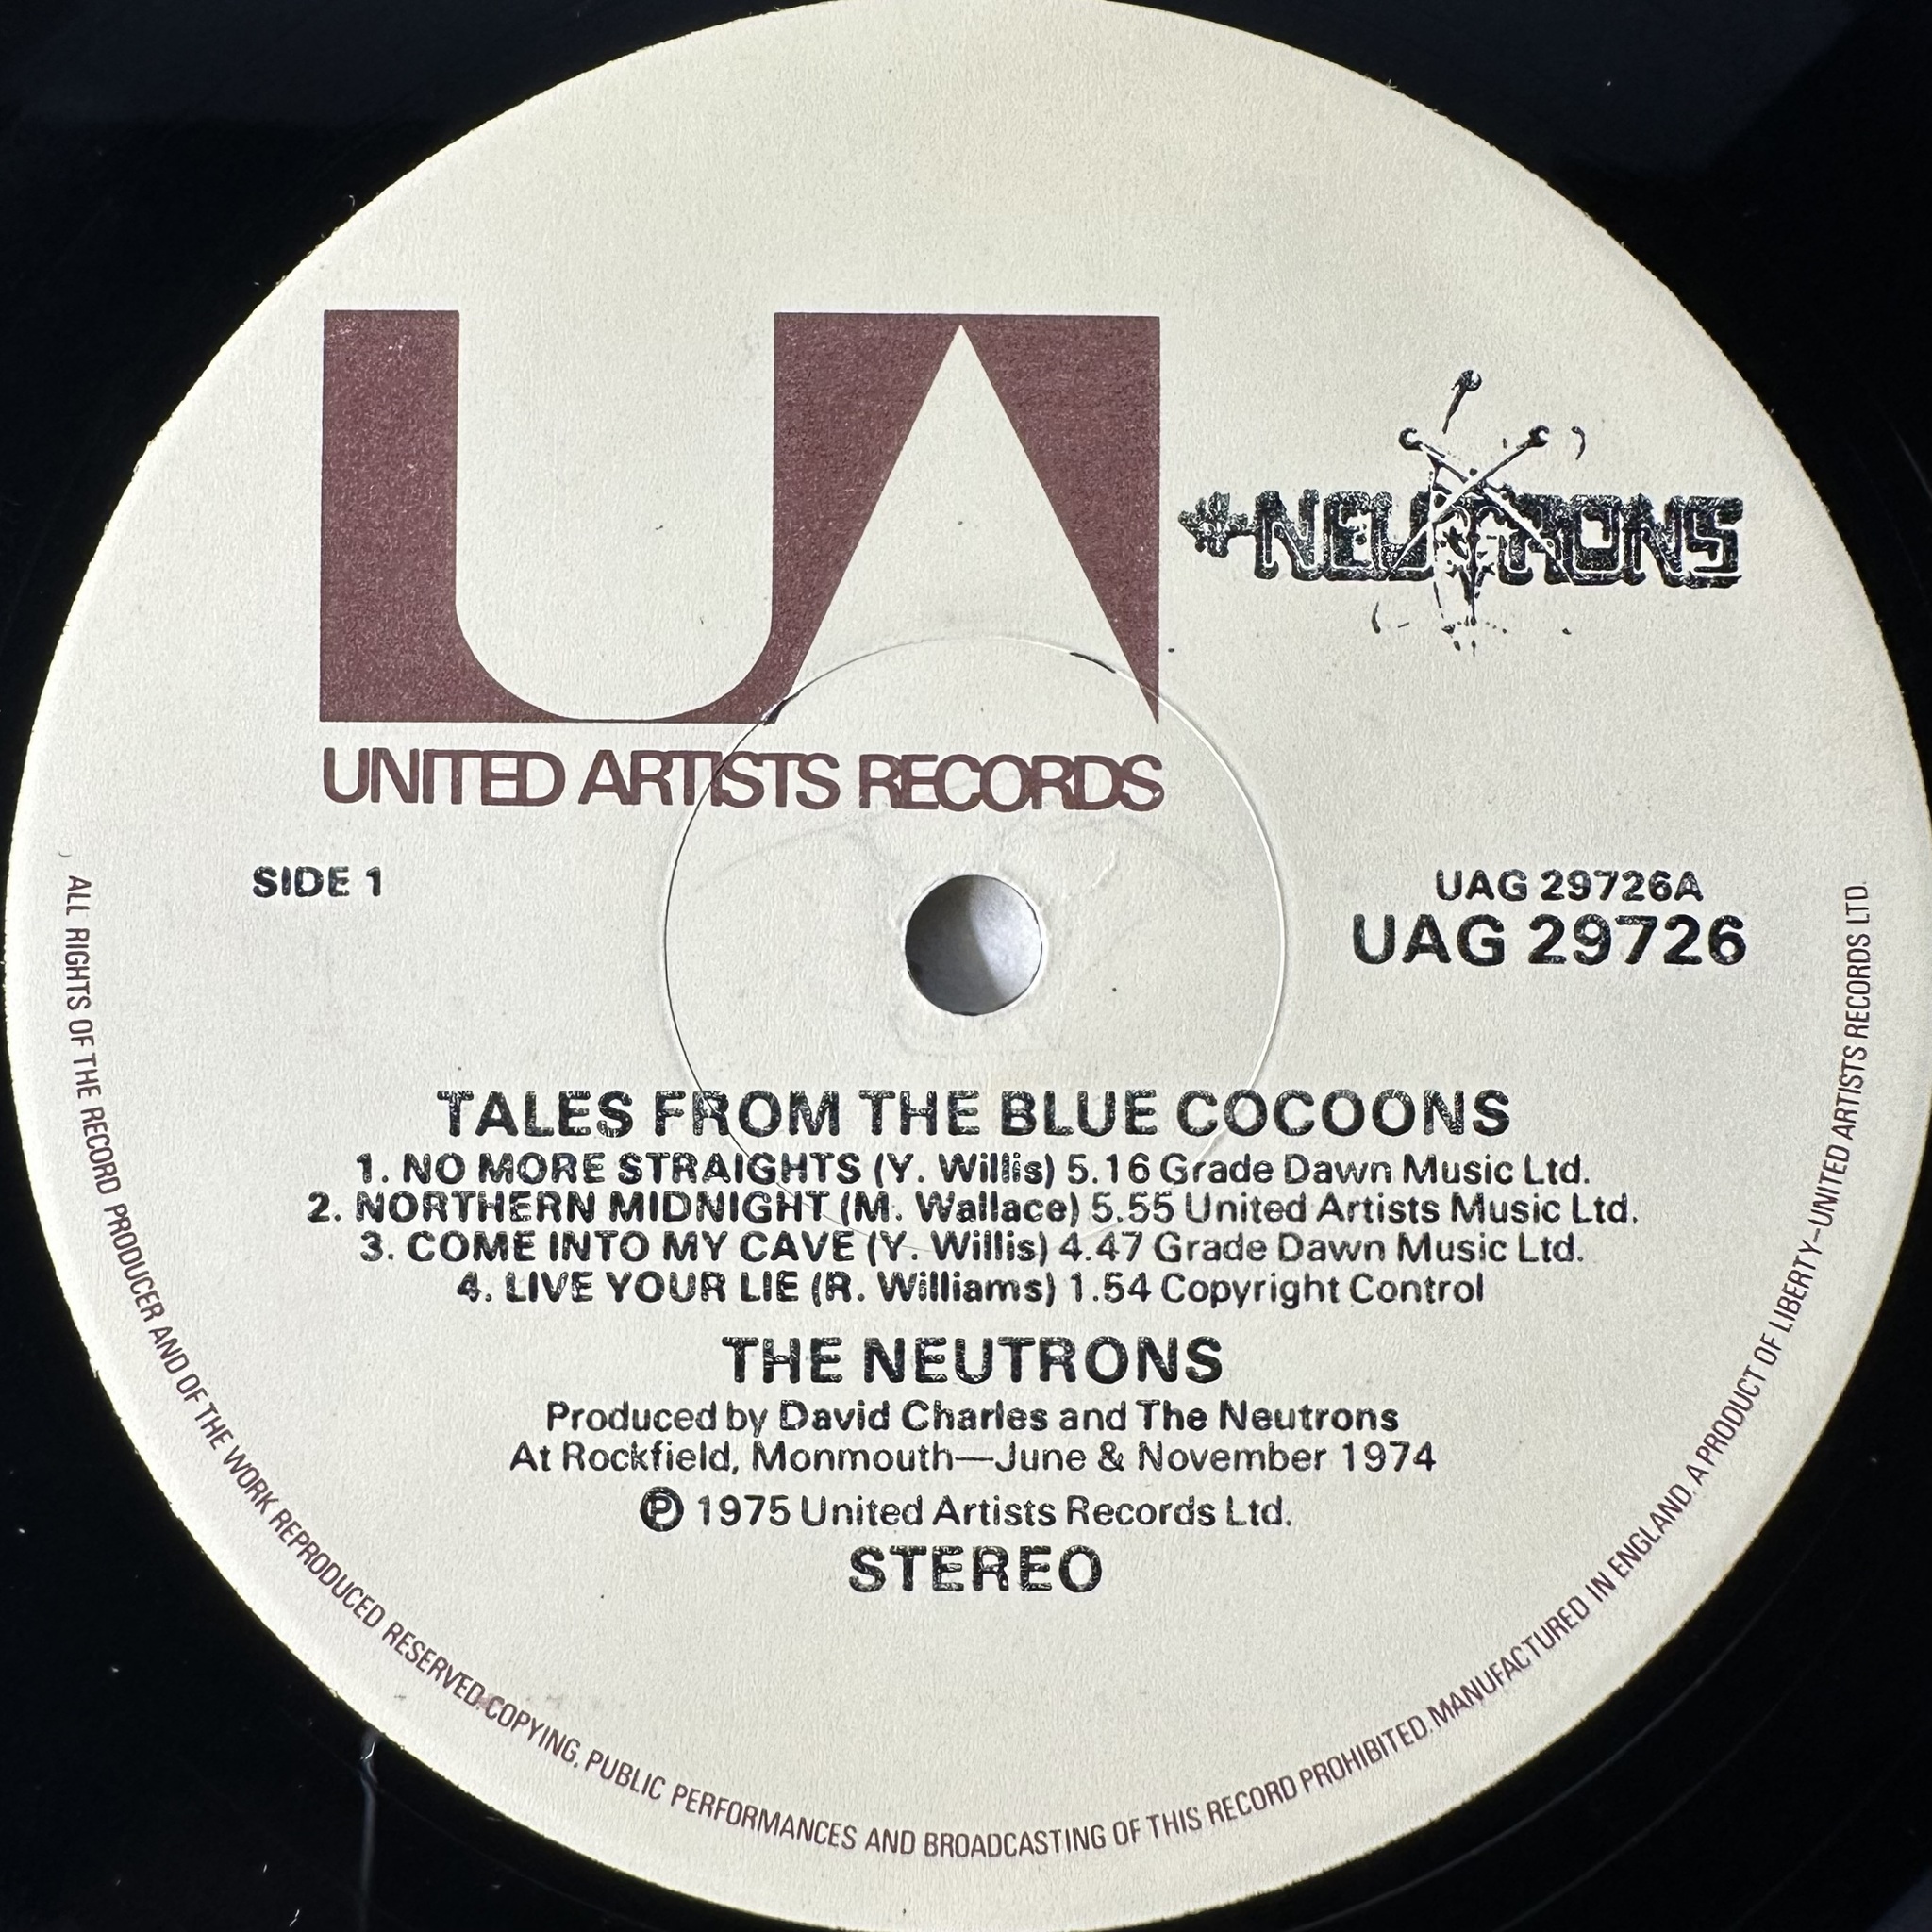 UA
THE NEUTRONS
UNITED ARTISTS RECORDS
SIDE 1
UAG 29726A
UAG 29726
TALES FROM THE BLUE COCOONS
1. NO MORE STRAIGHTS (Y. Willis) 5.16 Grade Dawn Music Ltd.
2. NORTHERN MIDNIGHT (M. Wallace) 5.55 United Artists Music Ltd.
3. COME INTO MY CAVE (Y. Willis) 4.47 Grade Dawn Music Ltd.
4. LIVE YOUR LIE (R. Williams) 1.54 Copyright Control
THE NEUTRONS
Produced by David Charles and The Neutrons
At Rockfield, Monmouth—June & November 1974
℗ 1975 United Artists Records Ltd.
STEREO
ALL RIGHTS OF THE RECORD PRODUCER AND OF THE WORK REPRODUCED RESERVED. COPYING, PUBLIC PERFORMANCES AND BROADCASTING OF THIS RECORD PROHIBITED. MANUFACTURED IN ENGLAND. A PRODUCT OF LIBERTY–UNITED ARTISTS RECORDS LTD.